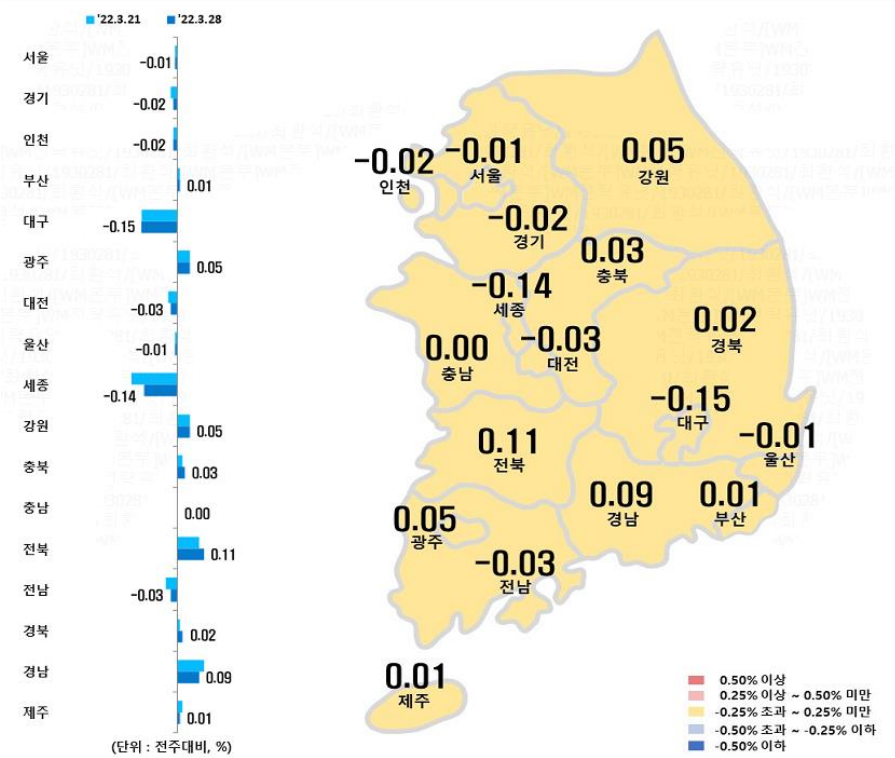 '22.3.21 '22.3.28
서울 -0.01
경기 -0.02
인천 -0.02
부산 0.01
대구 -0.15
광주 0.05
대전 -0.03
울산 -0.01
세종 -0.14
강원 0.05
충북 0.03
충남 0.00
전북 0.11
전남 -0.03
경북 0.02
경남 0.09
제주 0.01
(단위 : 전주대비, %)
-0.02
인천
-0.01
서울
0.05
강원
-0.02
경기
0.03
충북
-0.14
세종
0.02
경북
0.00
충남
-0.03
대전
-0.15
대구
-0.01
울산
0.11
전북
0.09
경남
0.01
부산
0.05
광주
-0.03
전남
0.01
제주
0.50% 이상
0.25% 이상 ~ 0.50% 미만
-0.25% 초과 ~ 0.25% 미만
-0.50% 초과 ~ -0.25% 이하
-0.50% 이하